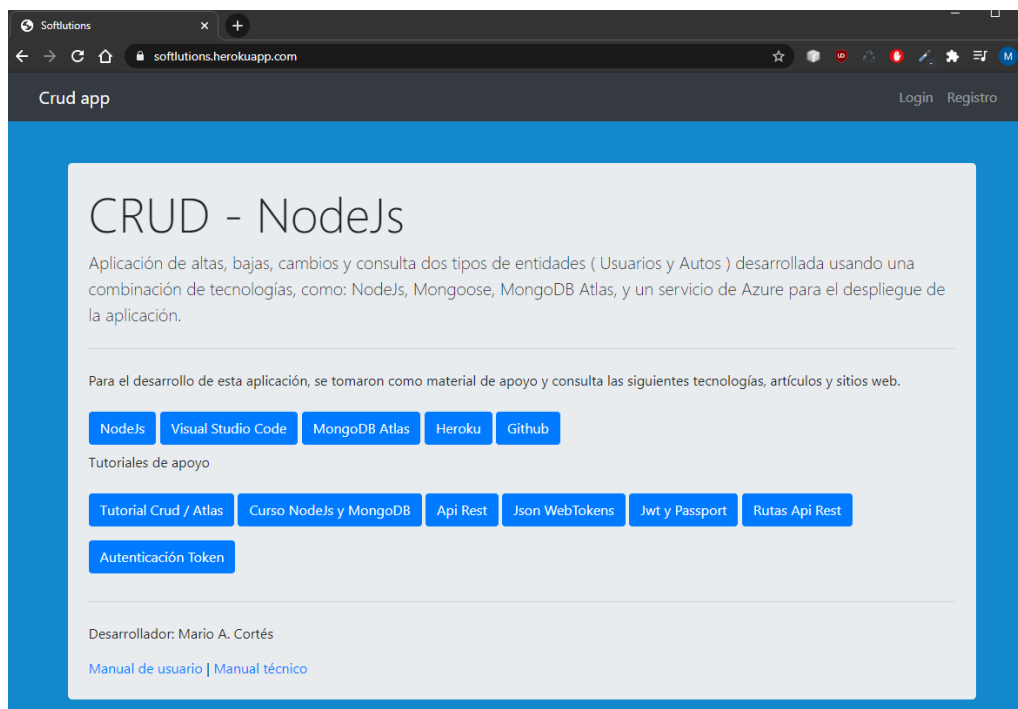 Softlutions
softlutions.herokuapp.com
UD
M
Crud app
Login Registro
CRUD - NodeJs
Aplicación de altas, bajas, cambios y consulta dos tipos de entidades ( Usuarios y Autos ) desarrollada usando una
combinación de tecnologías, como: NodeJs, Mongoose, MongoDB Atlas, y un servicio de Azure para el despliegue de
la aplicación.
Para el desarrollo de esta aplicación, se tomaron como material de apoyo y consulta las siguientes tecnologías, artículos y sitios web.
NodeJs Visual Studio Code MongoDB Atlas Heroku Github
Tutoriales de apoyo
Tutorial Crud / Atlas Curso NodeJs y MongoDB Api Rest Json WebTokens Jwt y Passport Rutas Api Rest
Autenticación Token
Desarrollador: Mario A. Cortés
Manual de usuario | Manual técnico